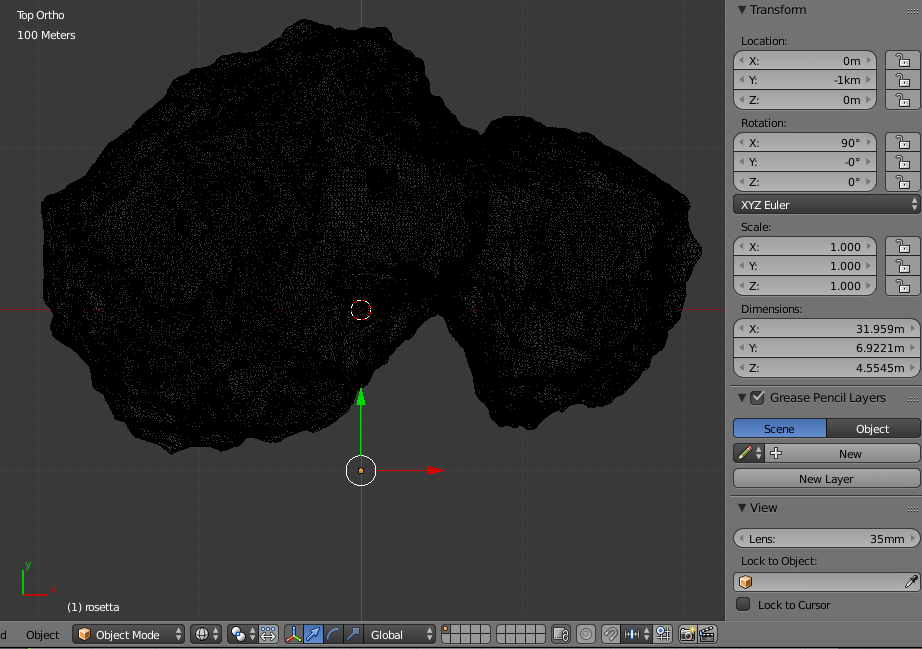 Top Ortho
100 Meters
Transform
Location:
X: 0m
Y: -1km
Z: 0m
Rotation:
X: 90°
Y: -0°
Z: 0°
XYZ Euler
Scale:
X: 1.000
Y: 1.000
Z: 1.000
Dimensions:
X: 31.959m
Y: 6.9221m
Z: 4.5545m
Grease Pencil Layers
Scene Object
New
New Layer
View
Lens: 35mm
Lock to Object:
Lock to Cursor
y
x
(1) rosetta
d Object Object Mode Global